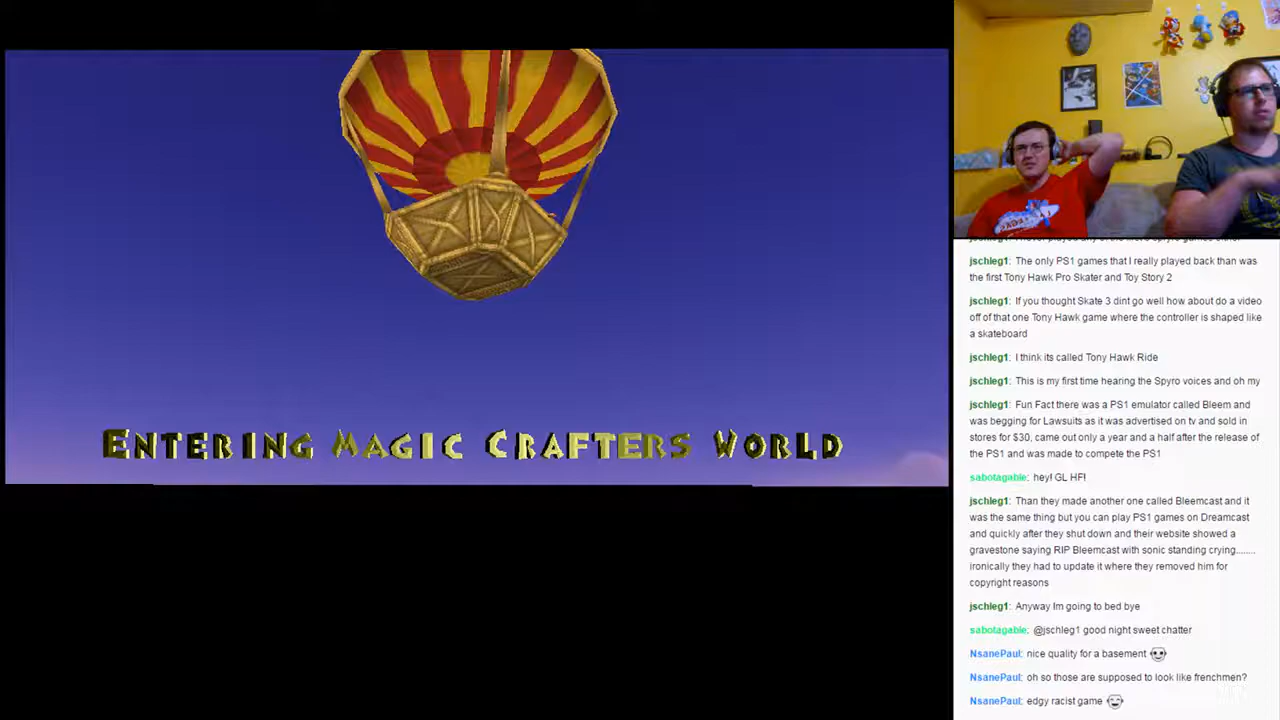 ENTERING MAGIC CRAFTERS WORLD
jschleg1: The only PS1 games that I really played back than was
the first Tony Hawk Pro Skater and Toy Story 2
jschleg1: If you thought Skate 3 dint go well how about do a video
off of that one Tony Hawk game where the controller is shaped like
a skateboard
jschleg1: I think its called Tony Hawk Ride
jschleg1: This is my first time hearing the Spyro voices and oh my
jschleg1: Fun Fact there was a PS1 emulator called Bleem and
was begging for Lawsuits as it was advertised on tv and sold in
stores for $30, came out only a year and a half after the release of
the PS1 and was made to compete the PS1
sabotagable: hey! GL HF!
jschleg1: Than they made another one called Bleemcast and it
was the same thing but you can play PS1 games on Dreamcast
and quickly after they shut down and their website showed a
gravestone saying RIP Bleemcast with sonic standing crying........
ironically they had to update it where they removed him for
copyright reasons
jschleg1: Anyway Im going to bed bye
sabotagable: @jschleg1 good night sweet chatter
NsanePaul: nice quality for a basement
NsanePaul: oh so those are supposed to look like frenchmen?
NsanePaul: edgy racist game